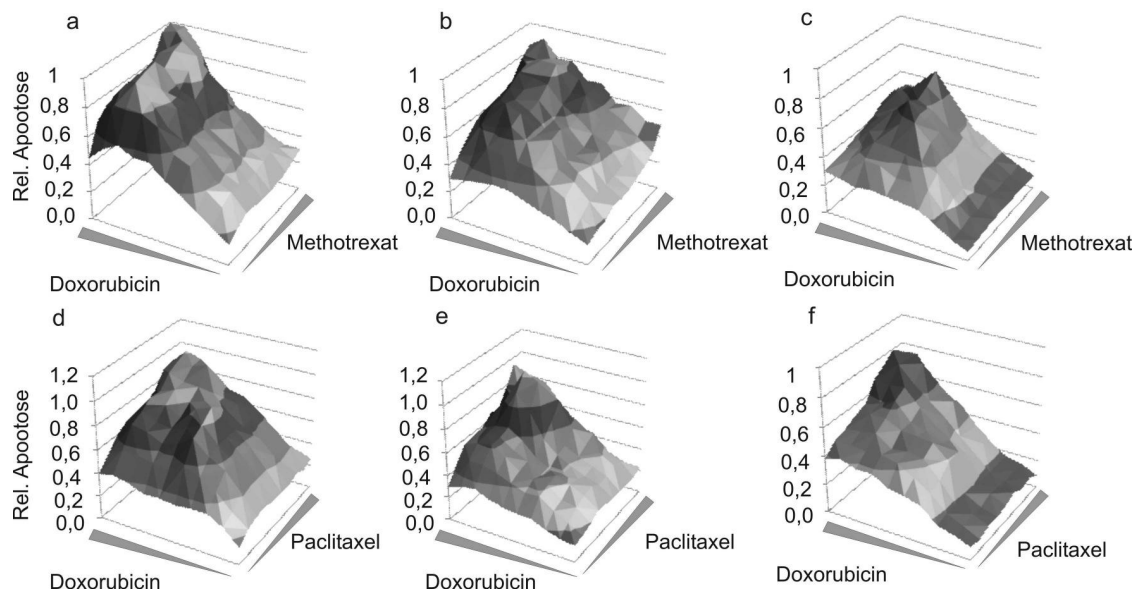 a
b
c
1
0,8
0,6
0,4
0,2
0,0
Rel. Apootose
Doxorubicin
Methotrexat
1
0,8
0,6
0,4
0,2
0,0
Doxorubicin
Methotrexat
1
0,8
0,6
0,4
0,2
0,0
Doxorubicin
Methotrexat
d
e
f
1,2
1,0
0,8
0,6
0,4
0,2
0,0
Rel. Apootose
Doxorubicin
Paclitaxel
1,2
1,0
0,8
0,6
0,4
0,2
0,0
Doxorubicin
Paclitaxel
1
0,8
0,6
0,4
0,2
0,0
Doxorubicin
Paclitaxel